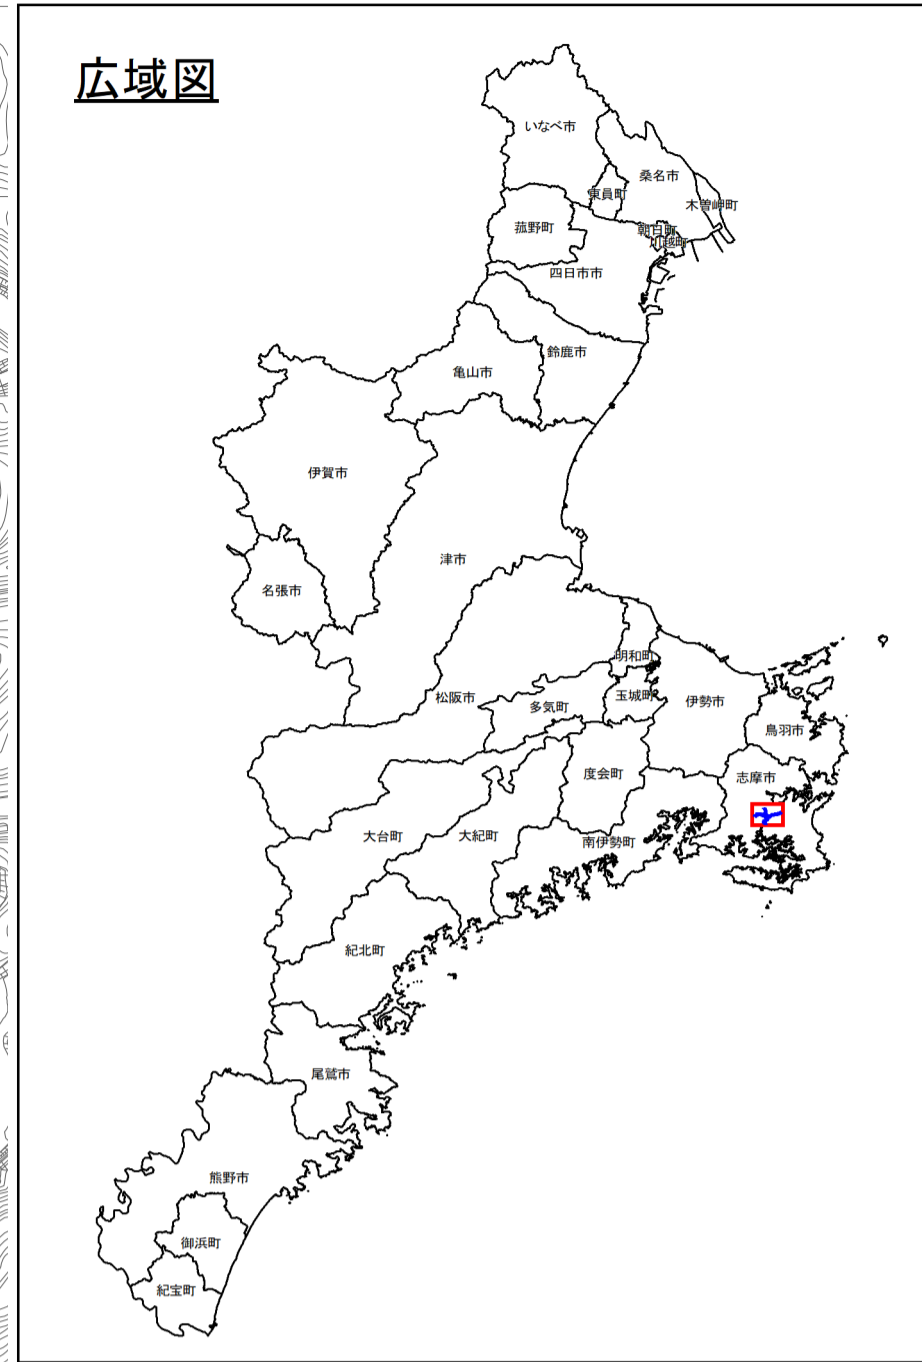 広域図
いなべ市
桑名市
東員町
木曽岬町
菰野町
朝日町
川越町
四日市市
鈴鹿市
亀山市
伊賀市
津市
名張市
明和町
松阪市
多気町
玉城町
伊勢市
鳥羽市
度会町
志摩市
大台町
大紀町
南伊勢町
紀北町
尾鷲市
熊野市
御浜町
紀宝町